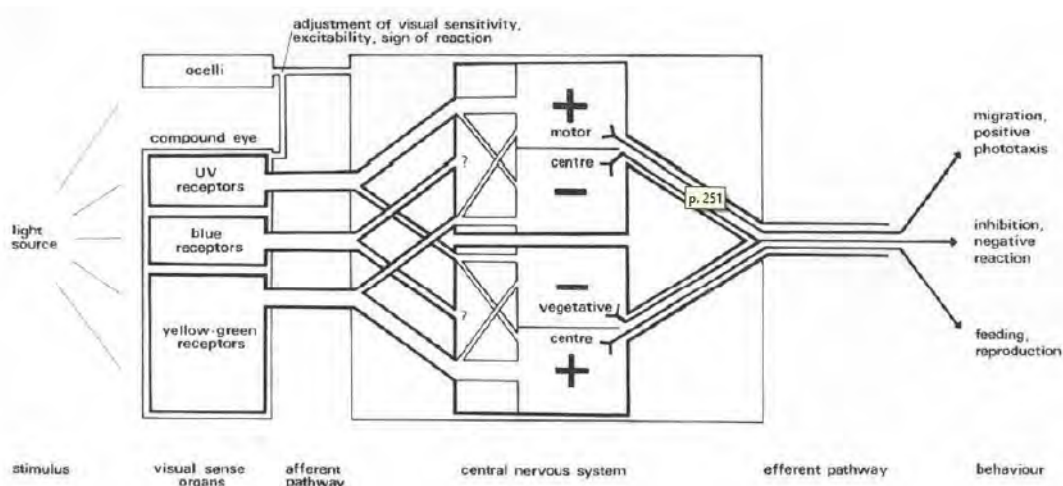 adjustment of visual sensitivity,
excitability, sign of reaction
ocelli
compound eye
UV
receptors
blue
receptors
yellow-green
receptors
light
source
?
?
+
motor
centre
−
−
vegetative
centre
+
p. 251
migration,
positive
phototaxis
inhibition,
negative
reaction
feeding,
reproduction
stimulus
visual sense
organs
afferent
pathway
central nervous system
efferent pathway
behaviour